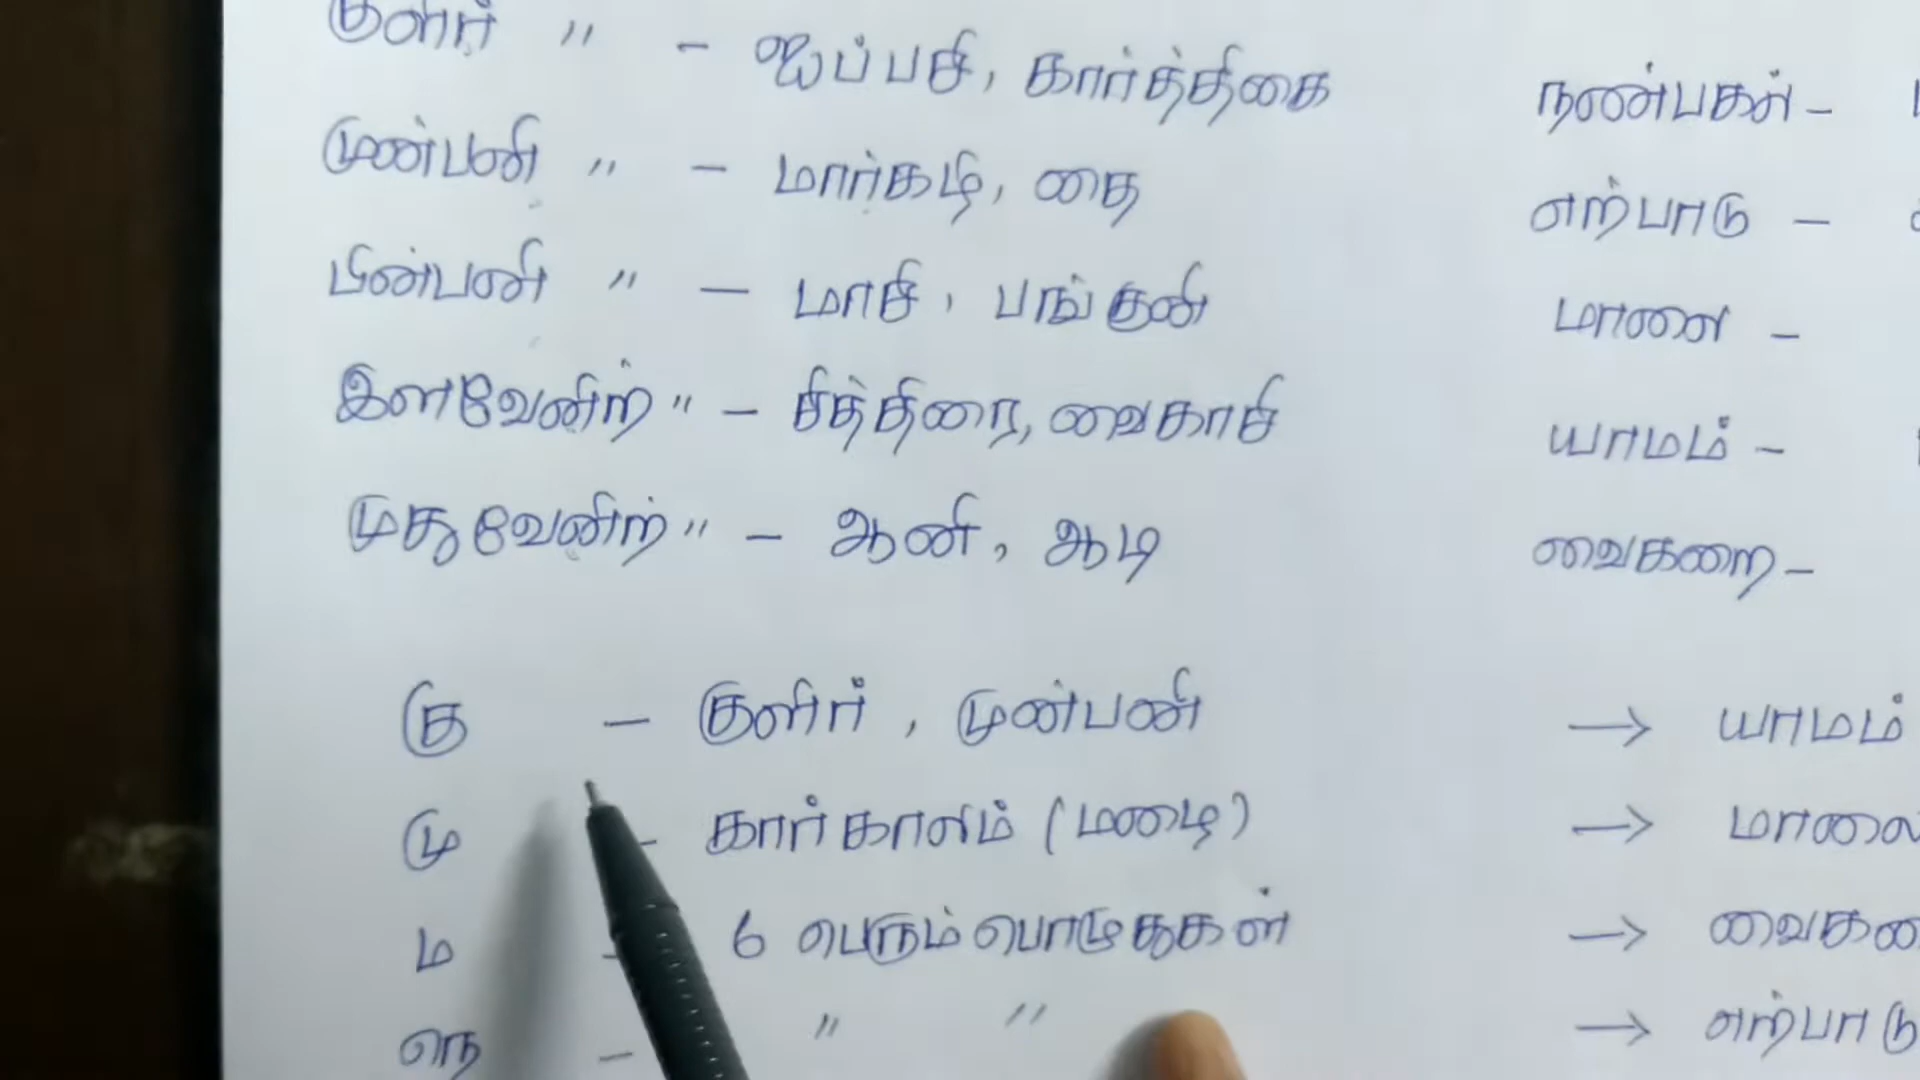 குளிர் " - ஐப்பசி, கார்த்திகை நண்பகல் -
முன்பனி " - மார்கழி, தை எற்பாடு -
பின்பனி " - மாசி, பங்குனி மாலை -
இளவேனிற் " - சித்திரை, வைகாசி யாமம் -
முதுவேனிற் " - ஆனி, ஆடி வைகறை -
கு - குளிர், முன்பனி → யாமம்
மு - கார்காலம் (மழை) → மாலை
ம - 6 பெரும்பொழுதுகள் →
நெ - " " → எற்பாடு